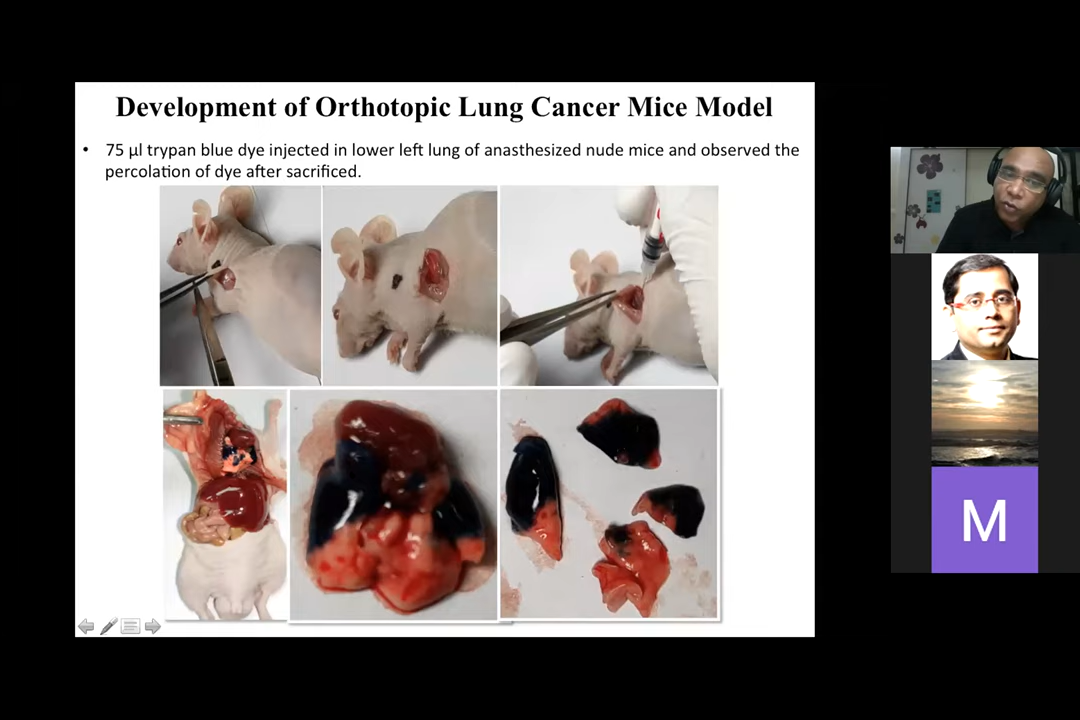 Development of Orthotopic Lung Cancer Mice Model
• 75 µl trypan blue dye injected in lower left lung of anasthesized nude mice and observed the
percolation of dye after sacrificed.
M